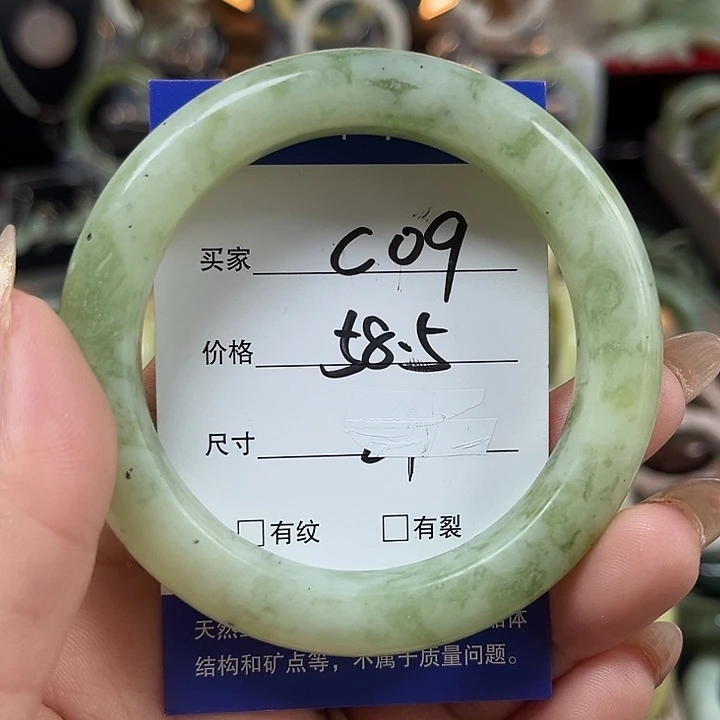 买家 C09
价格 58.5
尺寸
□有纹 □有裂
天然
体
结构和矿点等，不属于质量问题。